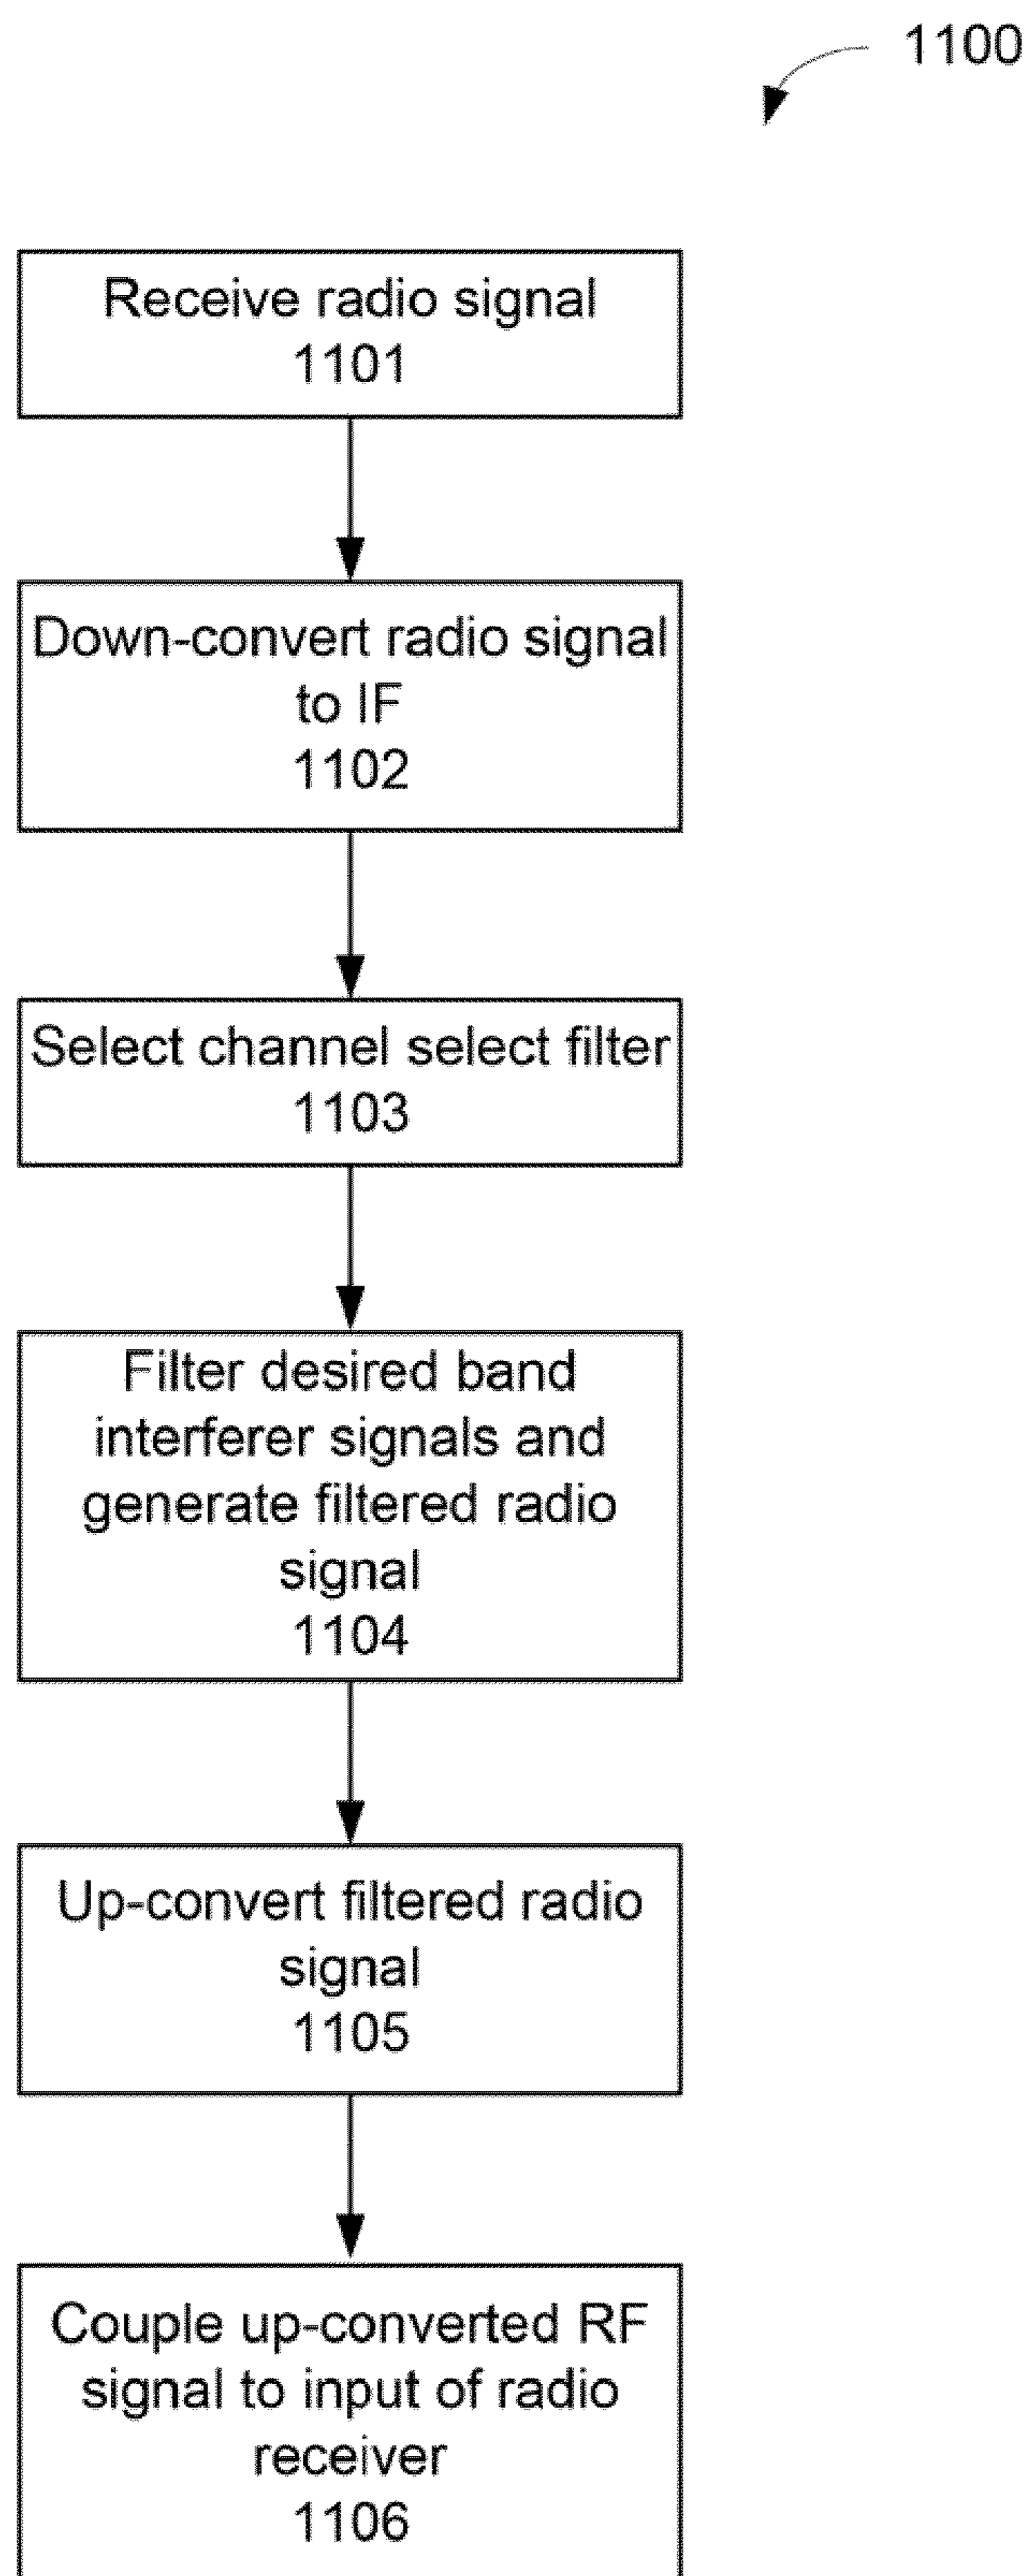 1100
Receive radio signal
1101
Down-convert radio signal
to IF
1102
Select channel select filter
1103
Filter desired band
interferer signals and
generate filtered radio
signal
1104
Up-convert filtered radio
signal
1105
Couple up-converted RF
signal to input of radio
receiver
1106